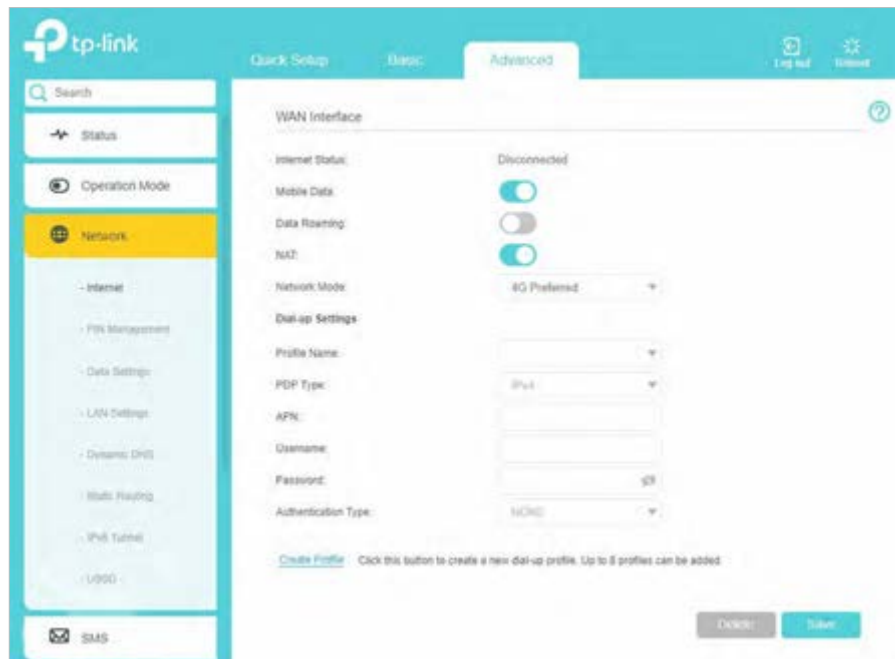 tp-link
Quick Setup
Basic
Advanced
Log out
Reboot
Search
Status
Operation Mode
Network
- Internet
- PIN Management
- Data Settings
- LAN Settings
- Dynamic DNS
- Static Routing
- IPv6 Tunnel
SMS
WAN Interface
Internet Status: Disconnected
Mobile Data:
Data Roaming:
NAT:
Network Mode: 4G Preferred
Dial-up Settings
Profile Name:
PDP Type: IPv4
APN:
Username:
Password:
Authentication Type: NONE
Create Profile Click this button to create a new dial-up profile. Up to 8 profiles can be added.
Delete Save